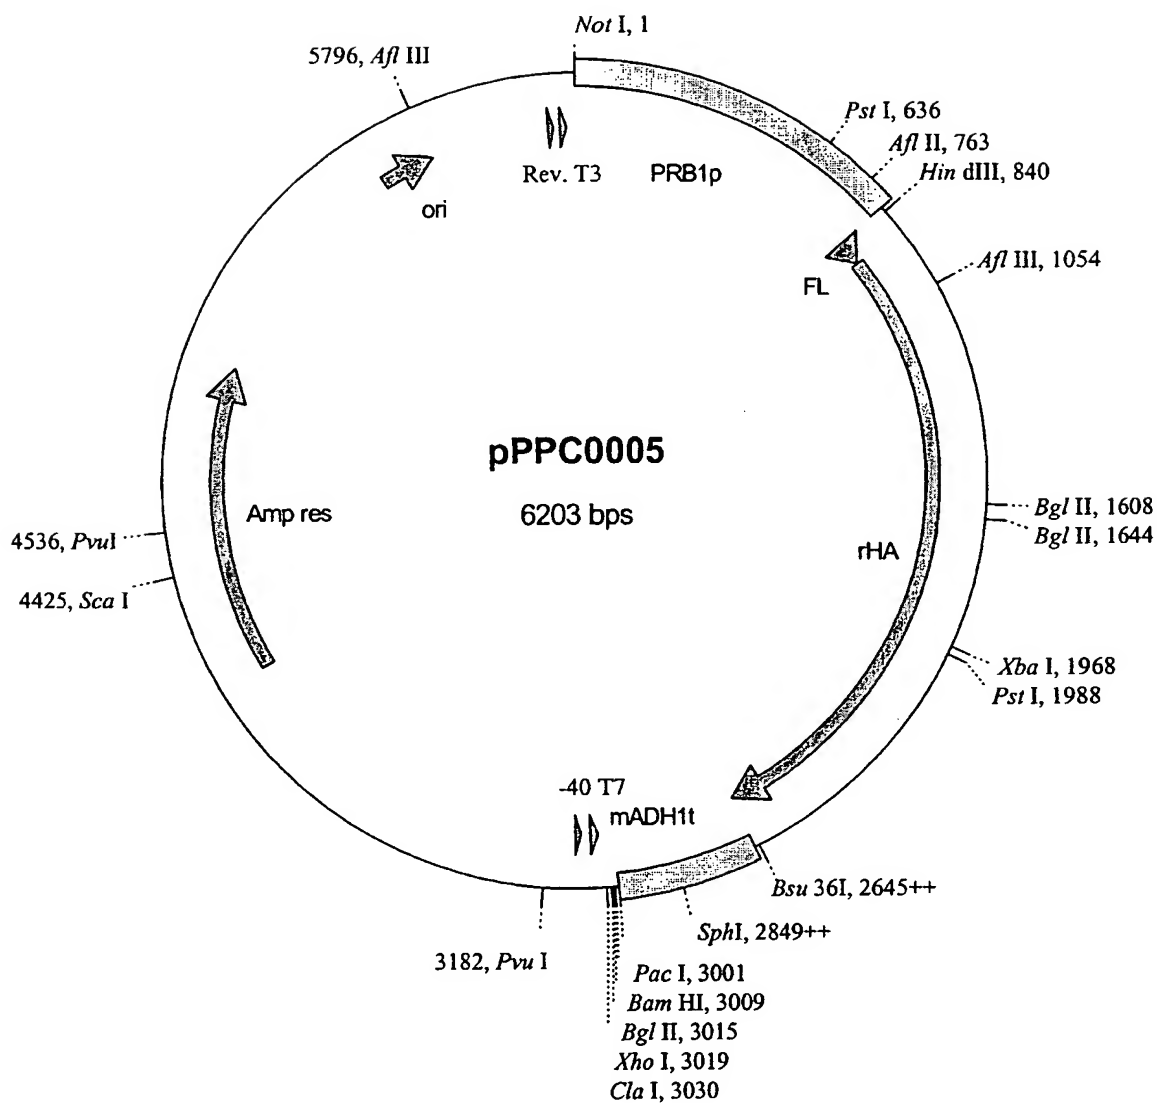 Not I, 1
5796, Afl III
Pst I, 636
Afl II, 763
Hin dIII, 840
Rev. T3
PRB1p
ori
Afl III, 1054
FL
pPPC0005
6203 bps
Amp res
Bgl II, 1608
Bgl II, 1644
4536, PvuI
rHA
4425, Sca I
Xba I, 1968
Pst I, 1988
-40 T7
mADH1t
Bsu 36I, 2645++
SphI, 2849++
3182, Pvu I
Pac I, 3001
Bam HI, 3009
Bgl II, 3015
Xho I, 3019
Cla I, 3030